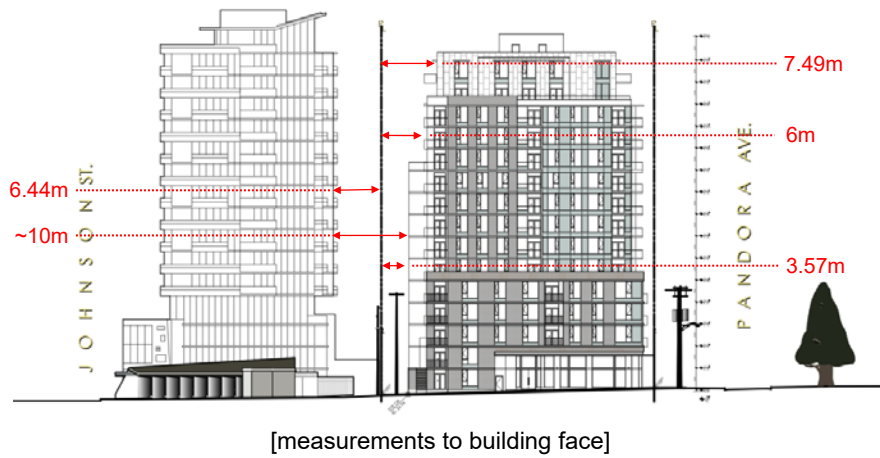 7.49m
6m
JOHNSON ST.
6.44m
~10m
3.57m
PANDORA AVE.
[measurements to building face]